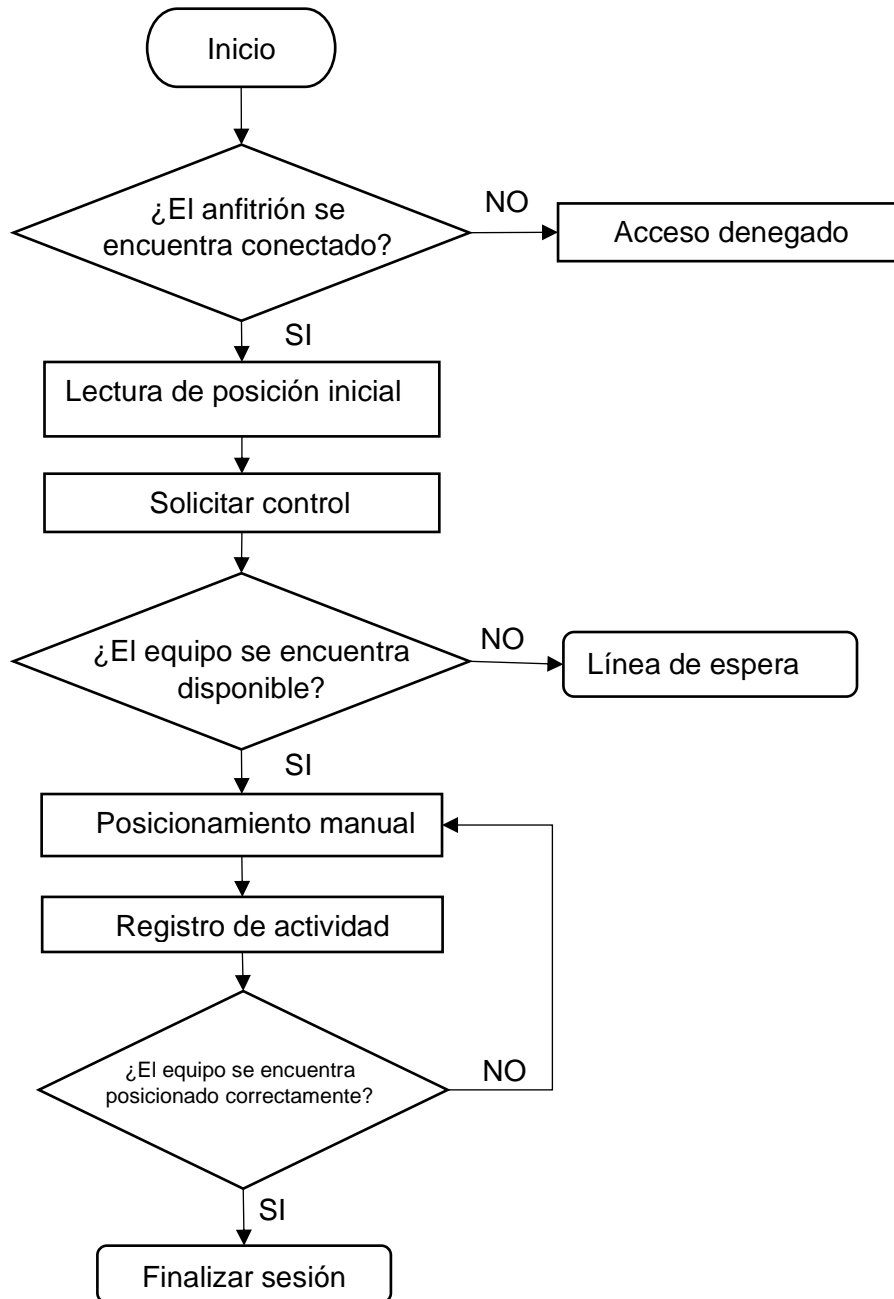 Inicio
¿El anfitrión se
encuentra conectado?
NO
Acceso denegado
SI
Lectura de posición inicial
Solicitar control
¿El equipo se encuentra
disponible?
NO
Línea de espera
SI
Posicionamiento manual
Registro de actividad
¿El equipo se encuentra
posicionado correctamente?
NO
SI
Finalizar sesión